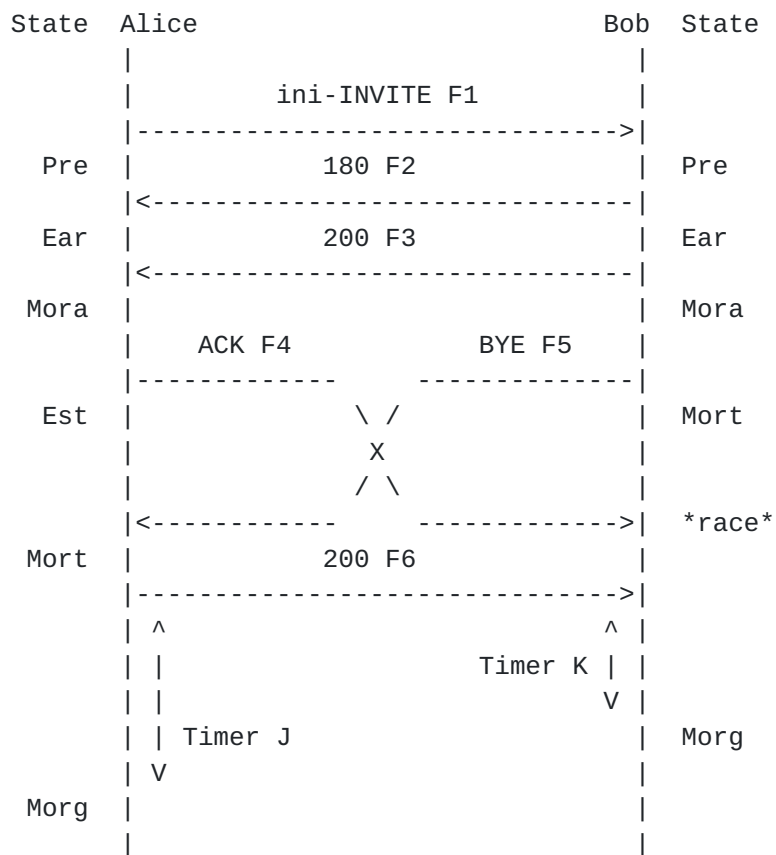 State Alice Bob State
ini-INVITE F1
Pre 180 F2 Pre
Ear 200 F3 Ear
Mora Mora
ACK F4 BYE F5
Est \ / Mort
X
/ \
*race*
Mort 200 F6
^ ^
Timer K
V
Timer J Morg
V
Morg